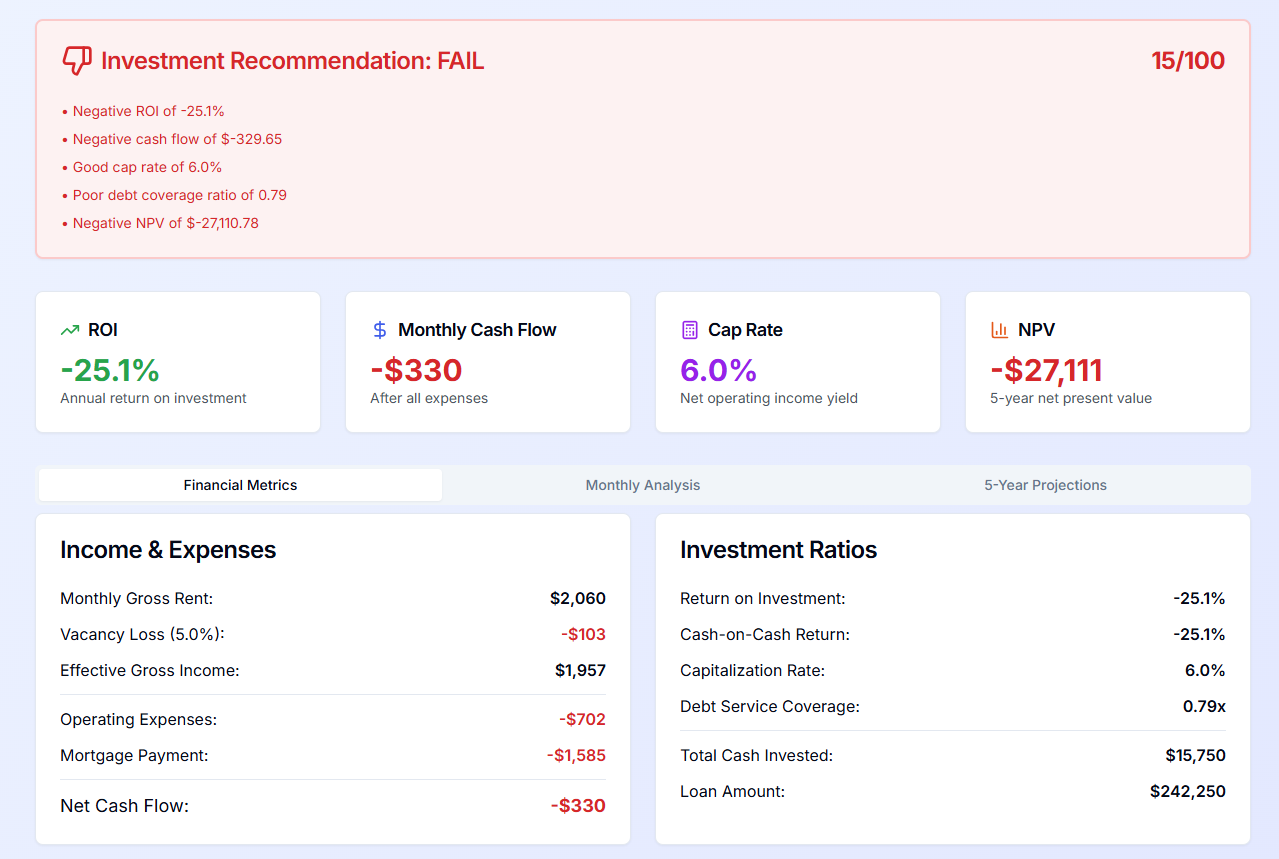 Investment Recommendation: FAIL 15/100
• Negative ROI of -25.1%
• Negative cash flow of $-329.65
• Good cap rate of 6.0%
• Poor debt coverage ratio of 0.79
• Negative NPV of $-27,110.78
ROI
-25.1%
Annual return on investment
Monthly Cash Flow
-$330
After all expenses
Cap Rate
6.0%
Net operating income yield
NPV
-$27,111
5-year net present value
Financial Metrics Monthly Analysis 5-Year Projections
Income & Expenses
Monthly Gross Rent: $2,060
Vacancy Loss (5.0%): -$103
Effective Gross Income: $1,957
Operating Expenses: -$702
Mortgage Payment: -$1,585
Net Cash Flow: -$330
Investment Ratios
Return on Investment: -25.1%
Cash-on-Cash Return: -25.1%
Capitalization Rate: 6.0%
Debt Service Coverage: 0.79x
Total Cash Invested: $15,750
Loan Amount: $242,250